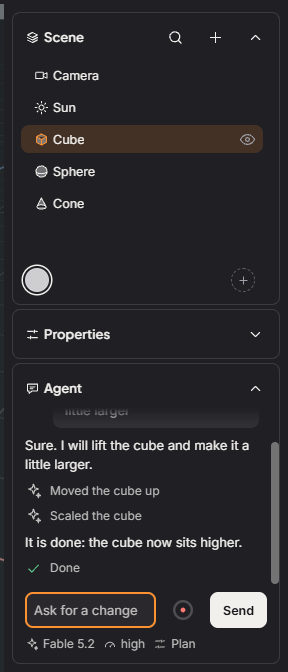 Scene
Camera
Sun
Cube
Sphere
Cone
Properties
Agent
little larger
Sure. I will lift the cube and make it a
little larger.
Moved the cube up
Scaled the cube
It is done: the cube now sits higher.
Done
Ask for a change
Send
Fable 5.2 high Plan